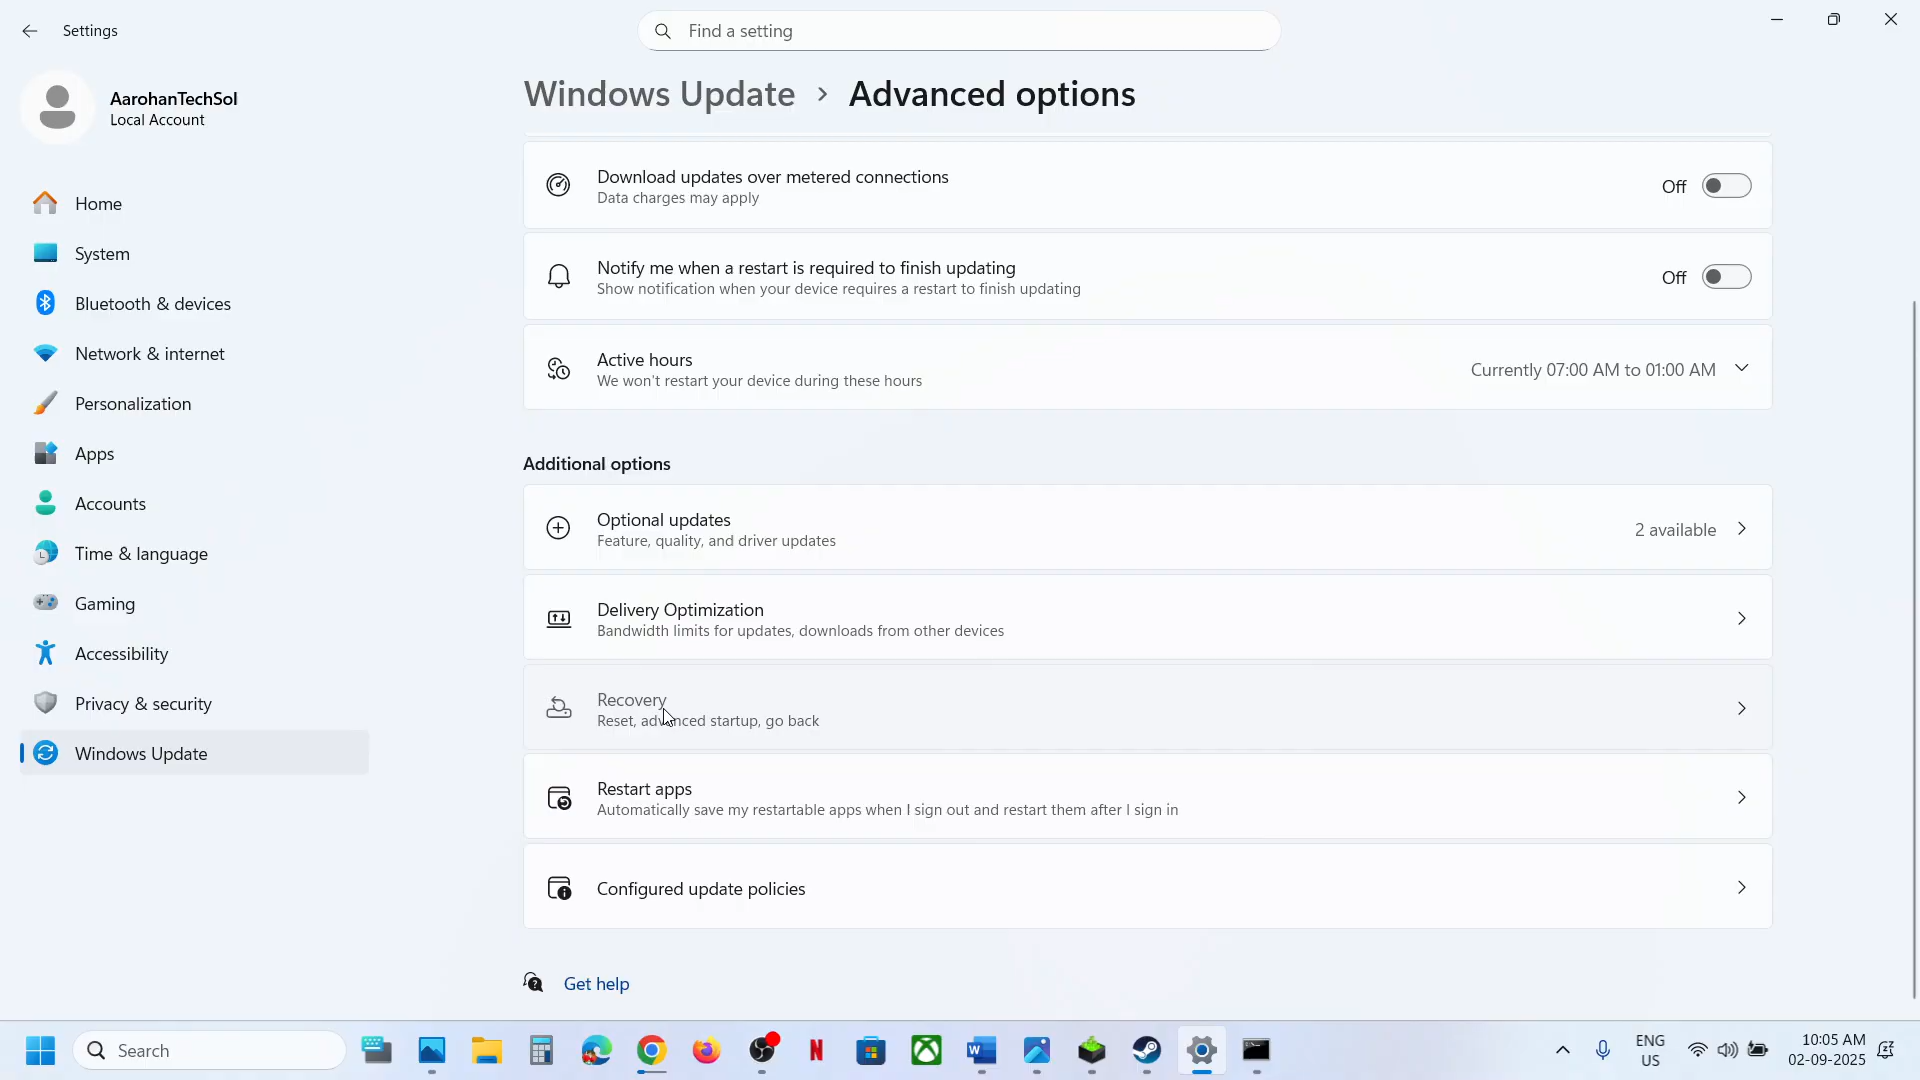 Settings
Find a setting
AarohanTechSol
Local Account
Home
System
Bluetooth & devices
Network & internet
Personalization
Apps
Accounts
Time & language
Gaming
Accessibility
Privacy & security
Windows Update
Windows Update > Advanced options
Download updates over metered connections
Data charges may apply
Off
Notify me when a restart is required to finish updating
Show notification when your device requires a restart to finish updating
Off
Active hours
We won't restart your device during these hours
Currently 07:00 AM to 01:00 AM
Additional options
Optional updates
Feature, quality, and driver updates
2 available
Delivery Optimization
Bandwidth limits for updates, downloads from other devices
Recovery
Reset, advanced startup, go back
Restart apps
Automatically save my restartable apps when I sign out and restart them after I sign in
Configured update policies
Get help
Search
ENG
US
10:05 AM
02-09-2025